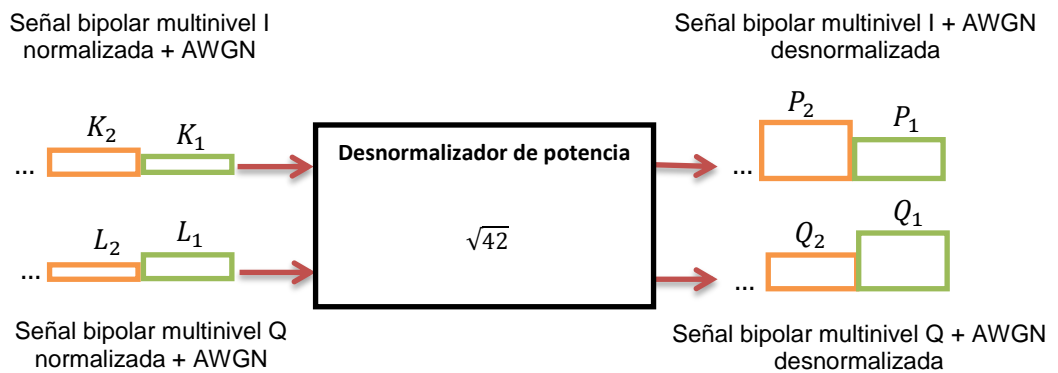 Señal bipolar multinivel I
normalizada + AWGN
Señal bipolar multinivel I + AWGN
desnormalizada
... K₂ K₁
Desnormalizador de potencia
√42
... P₂ P₁
... L₂ L₁
... Q₂ Q₁
Señal bipolar multinivel Q
normalizada + AWGN
Señal bipolar multinivel Q + AWGN
desnormalizada